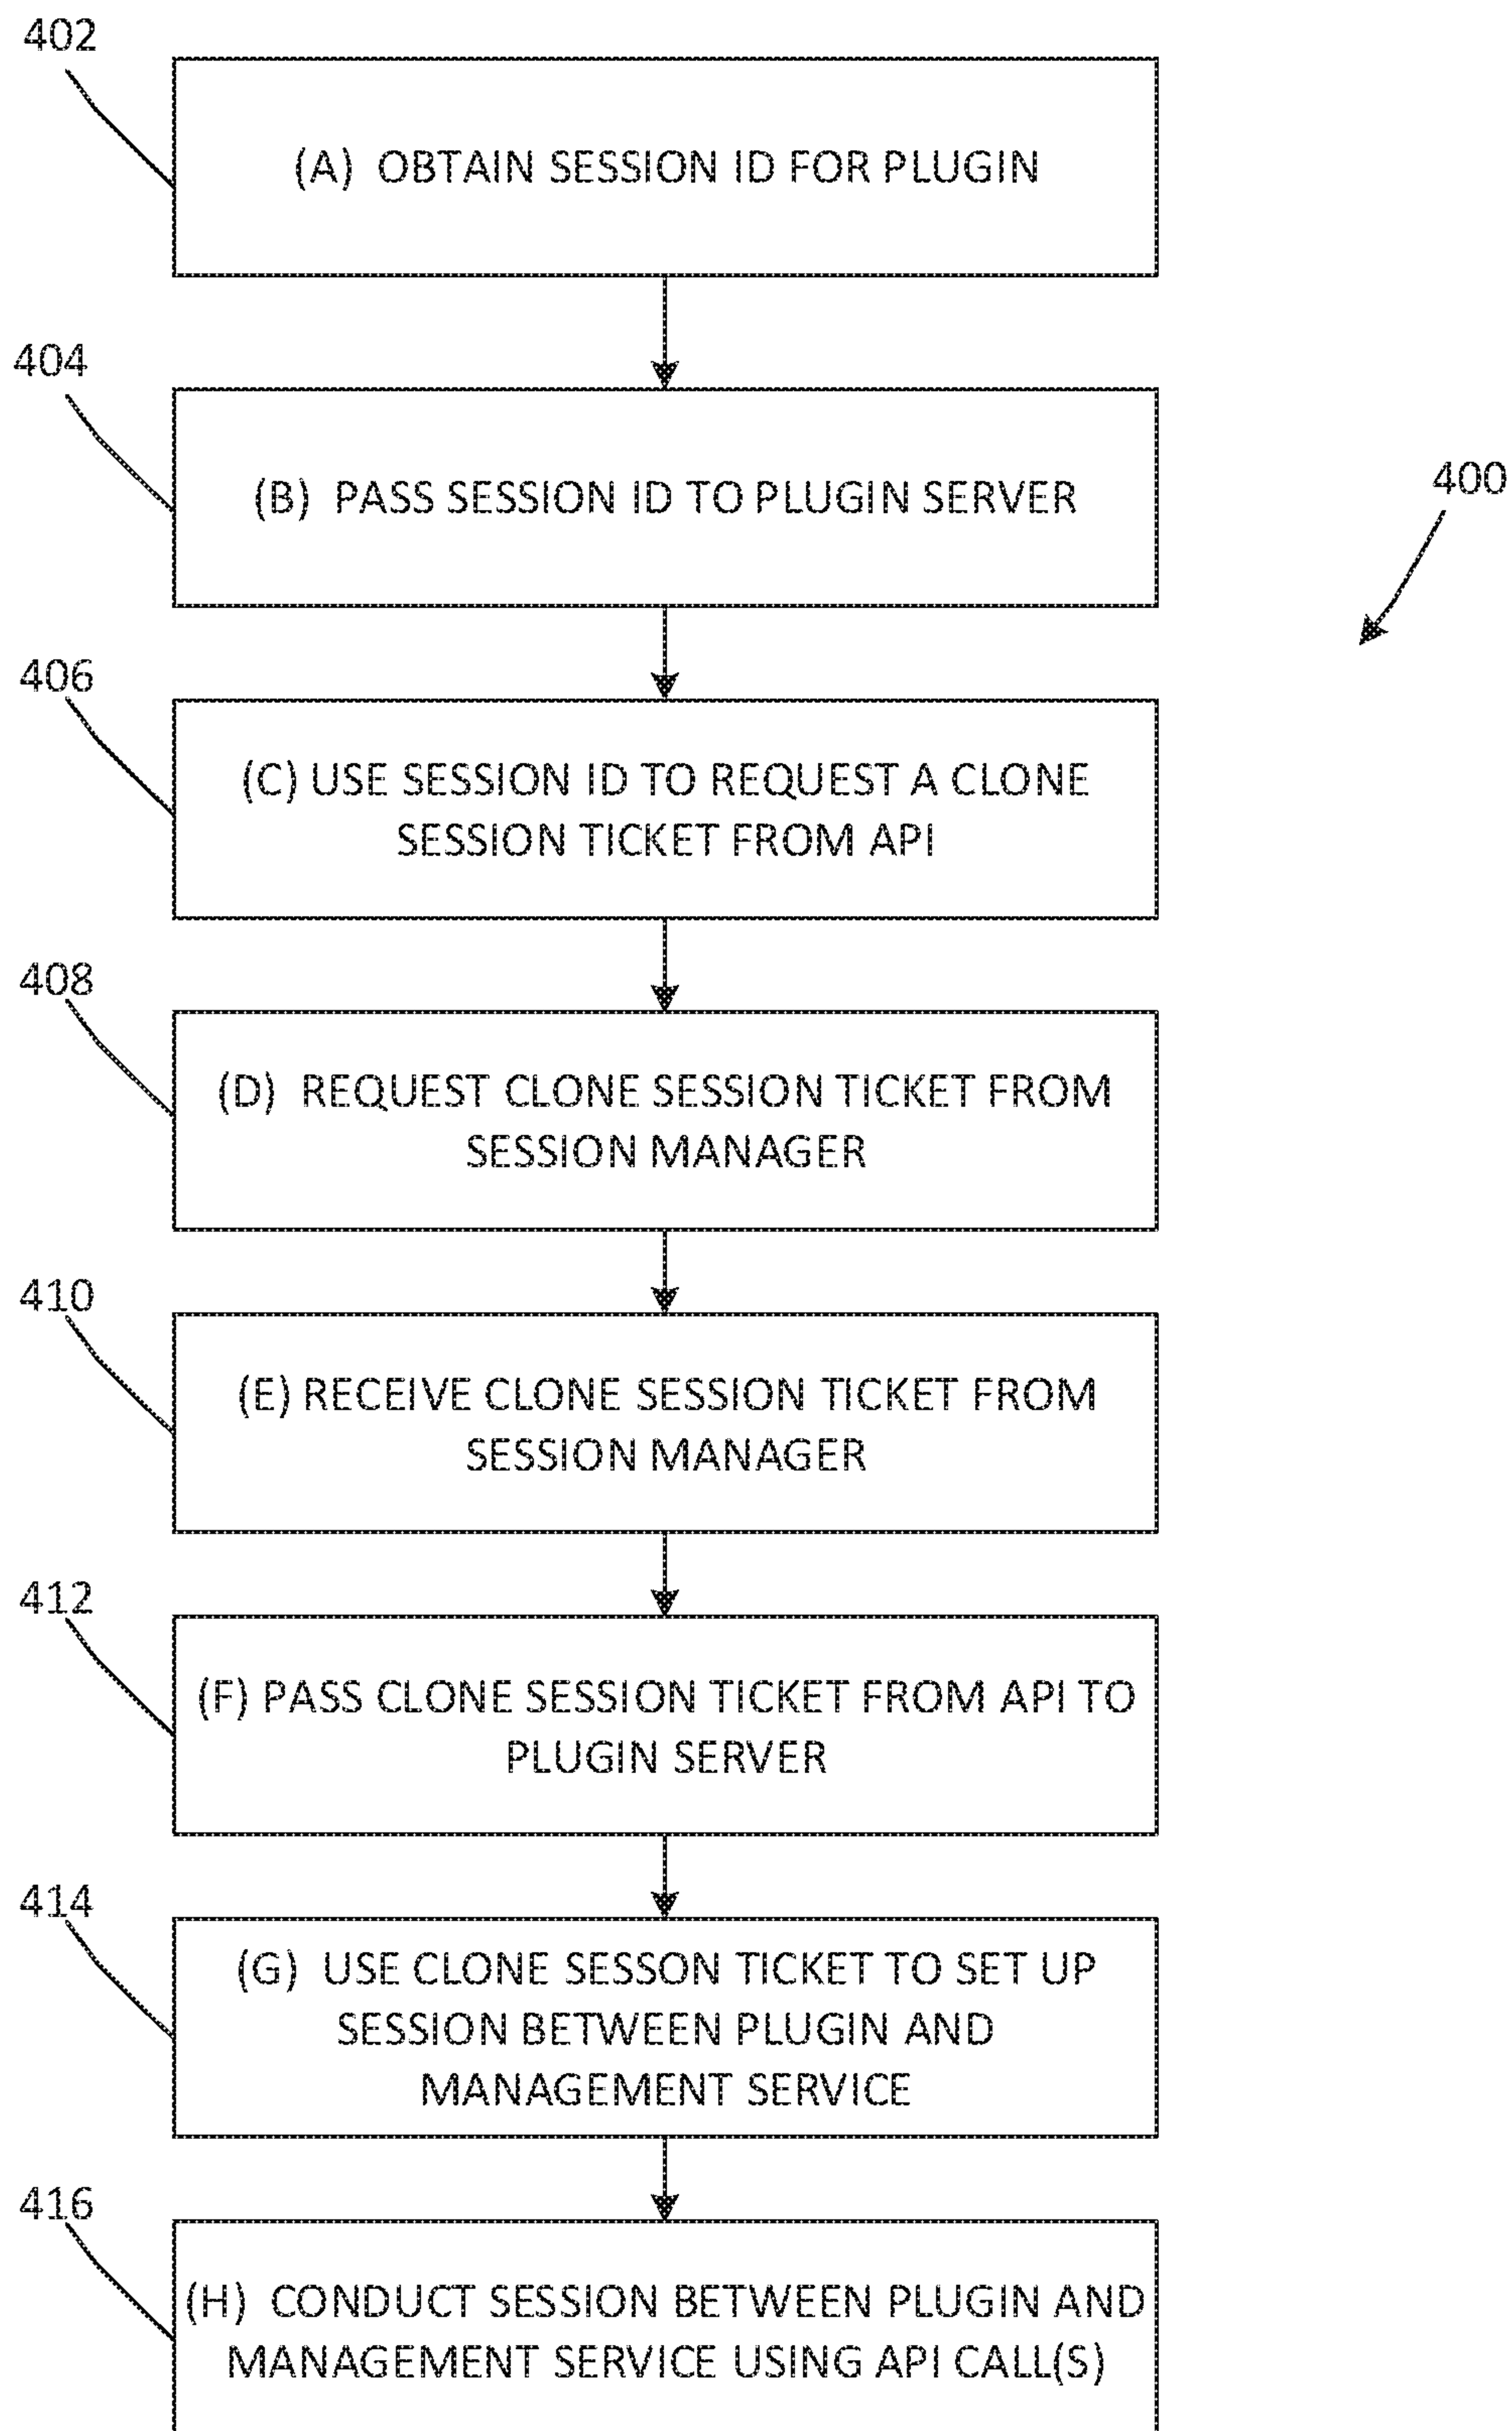 402
(A) OBTAIN SESSION ID FOR PLUGIN
404
(B) PASS SESSION ID TO PLUGIN SERVER
400
406
(C) USE SESSION ID TO REQUEST A CLONE
SESSION TICKET FROM API
408
(D) REQUEST CLONE SESSION TICKET FROM
SESSION MANAGER
410
(E) RECEIVE CLONE SESSION TICKET FROM
SESSION MANAGER
412
(F) PASS CLONE SESSION TICKET FROM API TO
PLUGIN SERVER
414
(G) USE CLONE SESSON TICKET TO SET UP
SESSION BETWEEN PLUGIN AND
MANAGEMENT SERVICE
416
(H) CONDUCT SESSION BETWEEN PLUGIN AND
MANAGEMENT SERVICE USING API CALL(S)